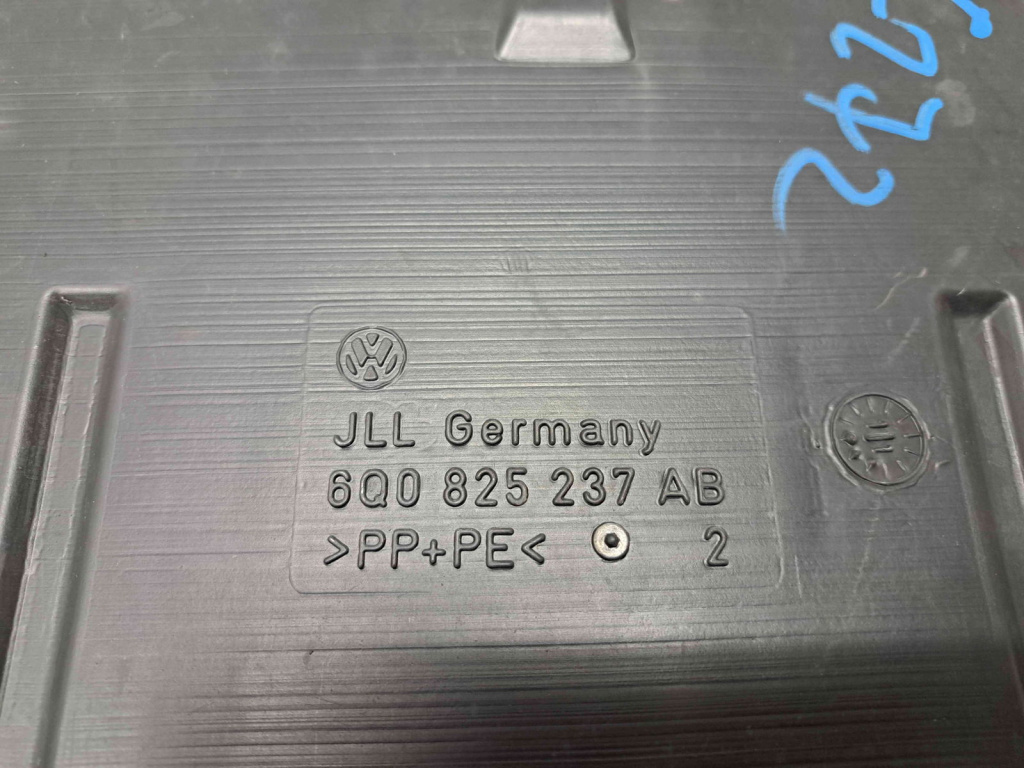 JLL Germany
6Q0 825 237 AB
>PP+PE<  2